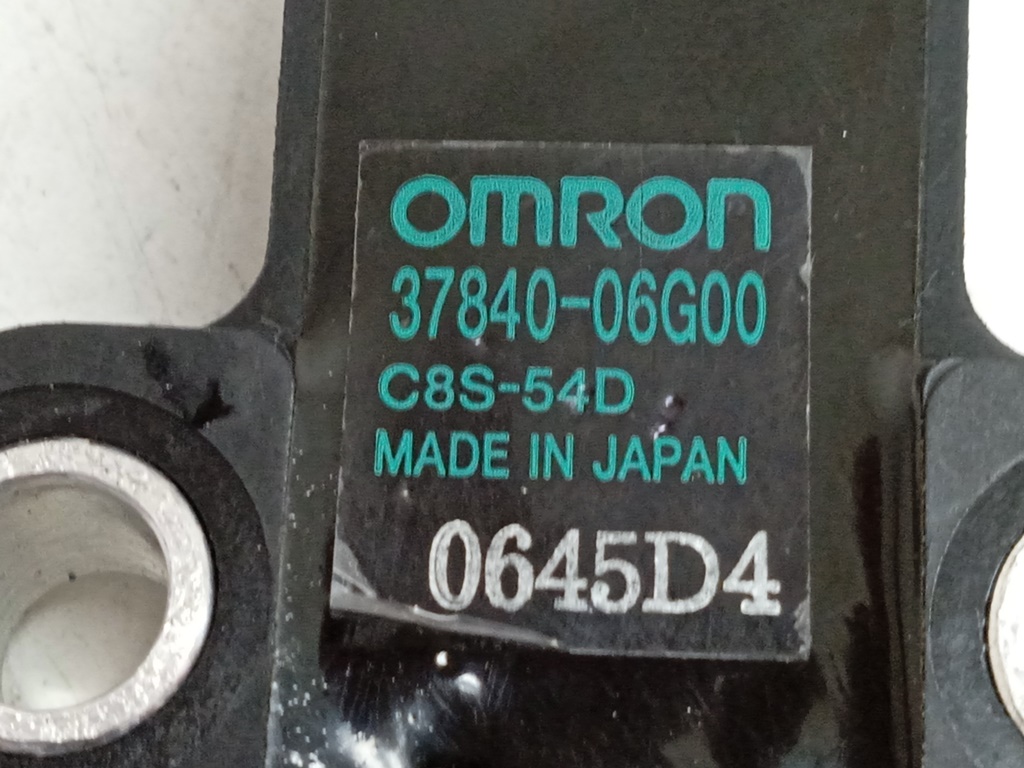 OMRON
37840-06G00
C8S-54D
MADE IN JAPAN
0645D4